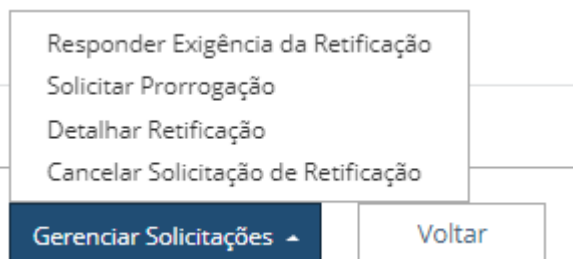 Responder Exigência da Retificação
Solicitar Prorrogação
Detalhar Retificação
Cancelar Solicitação de Retificação
Gerenciar Solicitações
Voltar